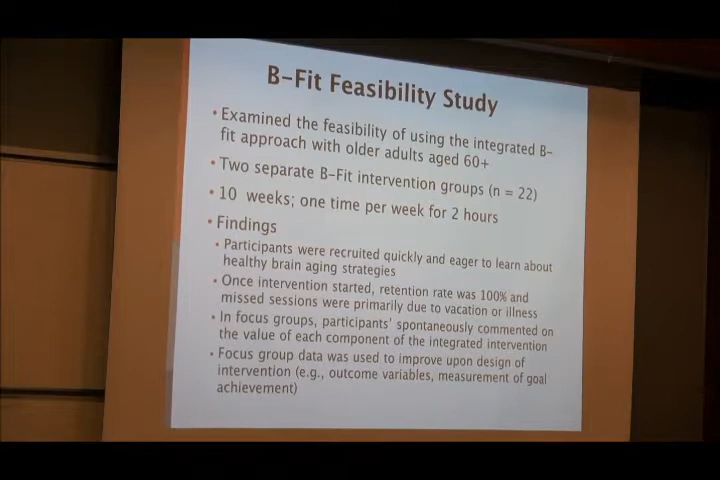 B-Fit Feasibility Study
• Examined the feasibility of using the integrated B-
fit approach with older adults aged 60+
• Two separate B-Fit intervention groups (n = 22)
• 10 weeks; one time per week for 2 hours
• Findings
• Participants were recruited quickly and eager to learn about
healthy brain aging strategies
• Once intervention started, retention rate was 100% and
missed sessions were primarily due to vacation or illness
• In focus groups, participants' spontaneously commented on
the value of each component of the integrated intervention
• Focus group data was used to improve upon design of
intervention (e.g., outcome variables, measurement of goal
achievement)